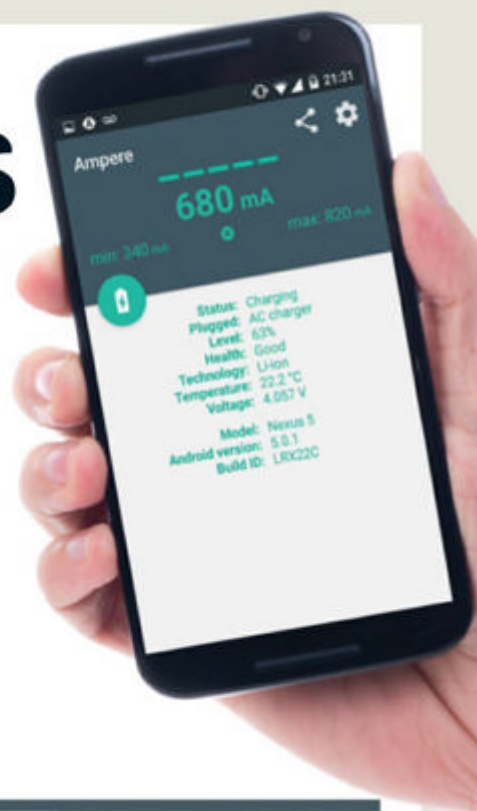 S
21:31
Ampere
680 mA
min: 340 mA
max: 820 mA
Status: Charging
Plugged: AC charger
Level: 63%
Health: Good
Technology: Li-ion
Temperature: 22.2 °C
Voltage: 4.057 V
Model: Nexus 5
Android version: 5.0.1
Build ID: LRX22C